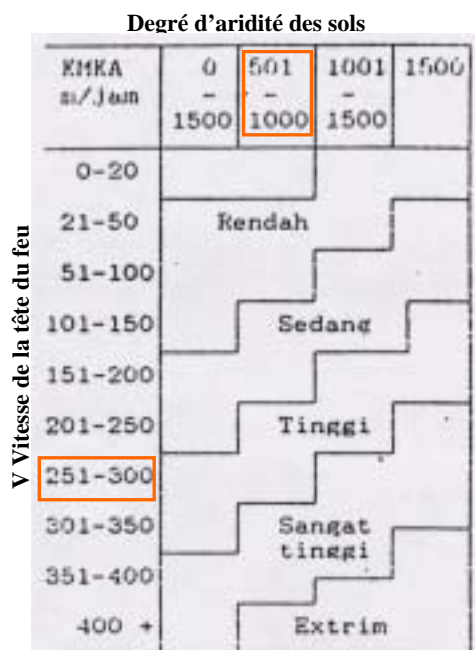 Degré d'aridité des sols
KMKA 0 501 1001 1500
m/jam - - -
1500 1000 1500
0-20
21-50 Rendah
51-100
101-150 Sedang
151-200
201-250 Tinggi
251-300
301-350 Sangat
tinggi
351-400
400 + Extrim
V Vitesse de la tête du feu